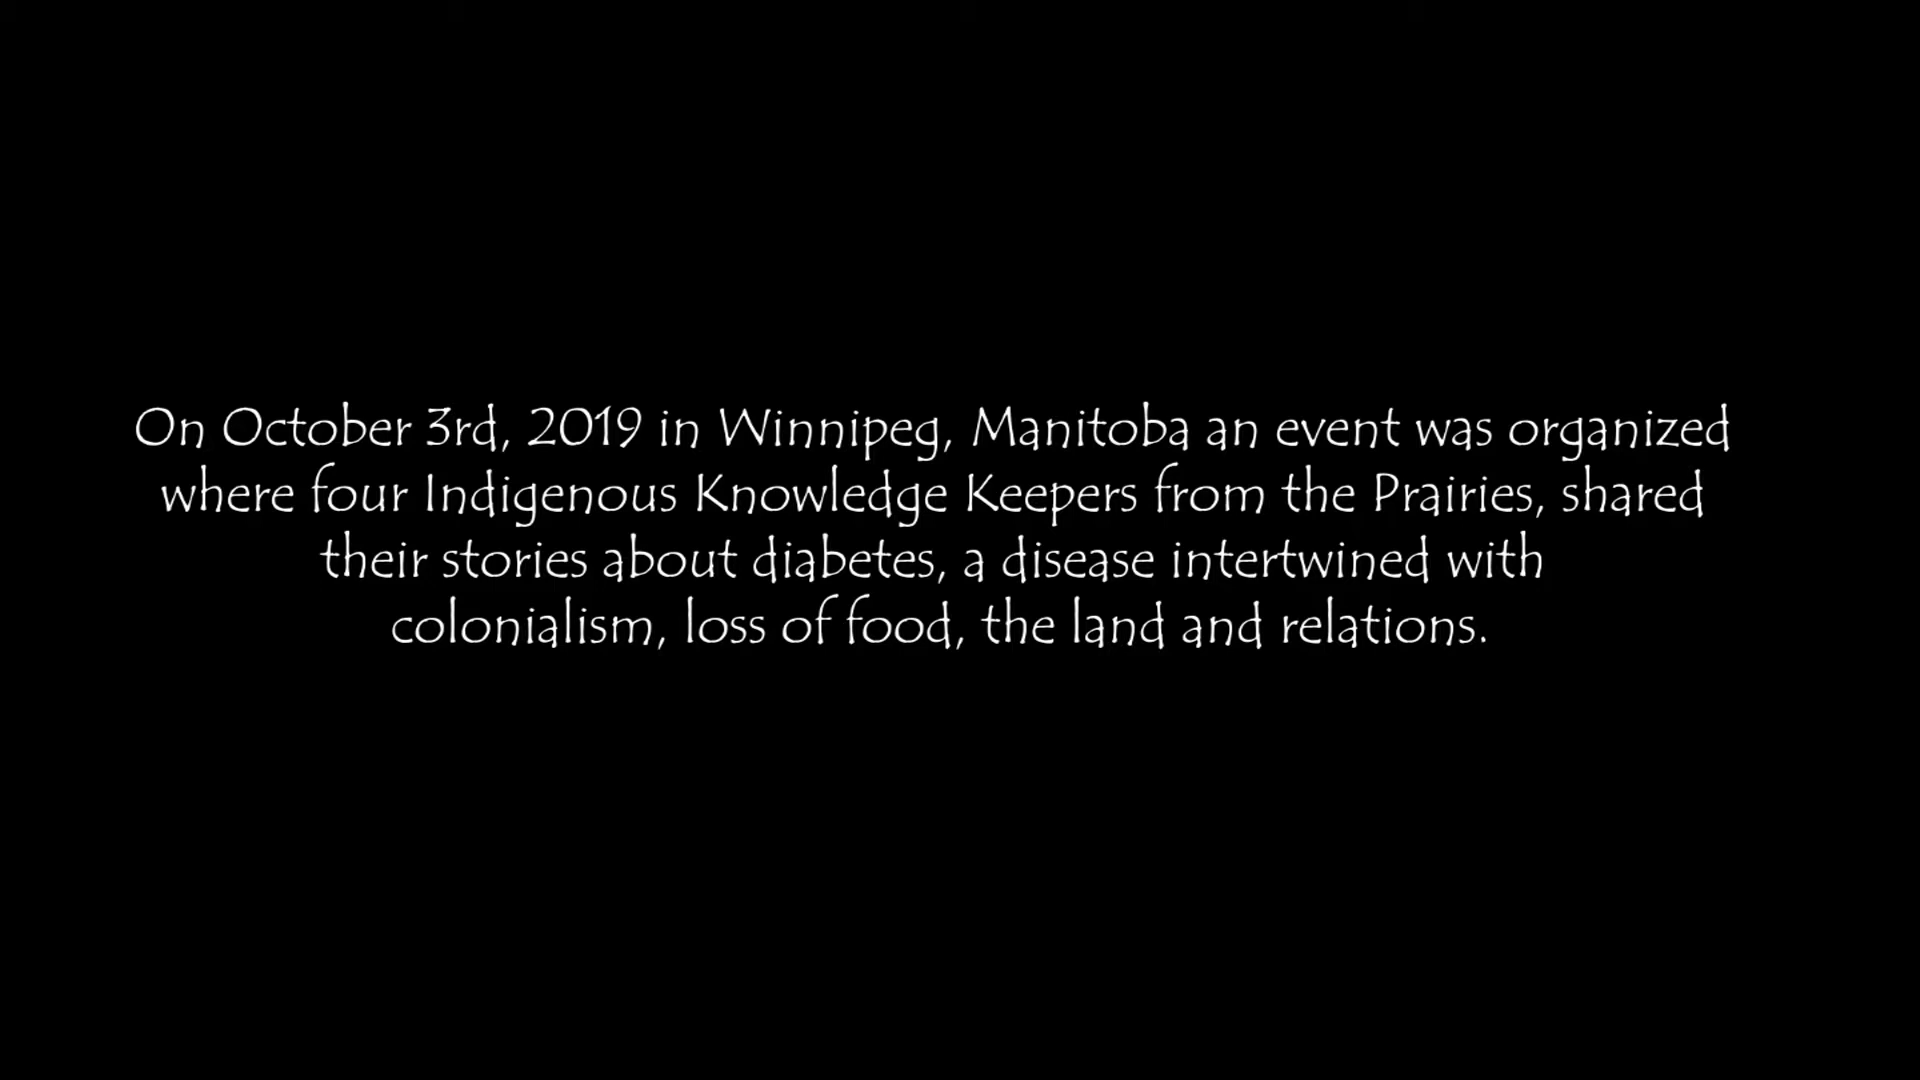 On October 3rd, 2019 in Winnipeg, Manitoba an event was organized
where four Indigenous Knowledge Keepers from the Prairies, shared
their stories about diabetes, a disease intertwined with
colonialism, loss of food, the land and relations.